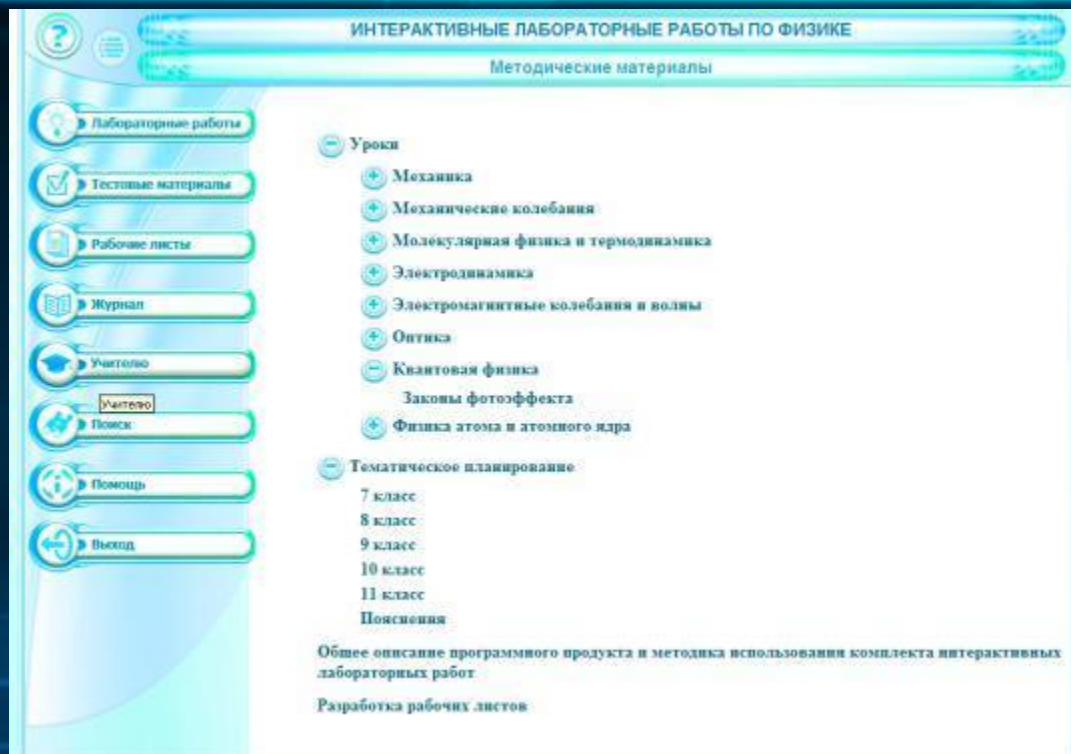 ИНТЕРАКТИВНЫЕ ЛАБОРАТОРНЫЕ РАБОТЫ ПО ФИЗИКЕ
Методические материалы
Лабораторные работы
Тестовые материалы
Рабочие листы
Журнал
Учителю
Учителю
Поиск
Помощь
Выход
Уроки
Механика
Механические колебания
Молекулярная физика и термодинамика
Электродинамика
Электромагнитные колебания и волны
Оптика
Квантовая физика
Законы фотоэффекта
Физика атома и атомного ядра
Тематическое планирование
7 класс
8 класс
9 класс
10 класс
11 класс
Пояснения
Общее описание программного продукта и методика использования комплекта интерактивных
лабораторных работ
Разработка рабочих листов